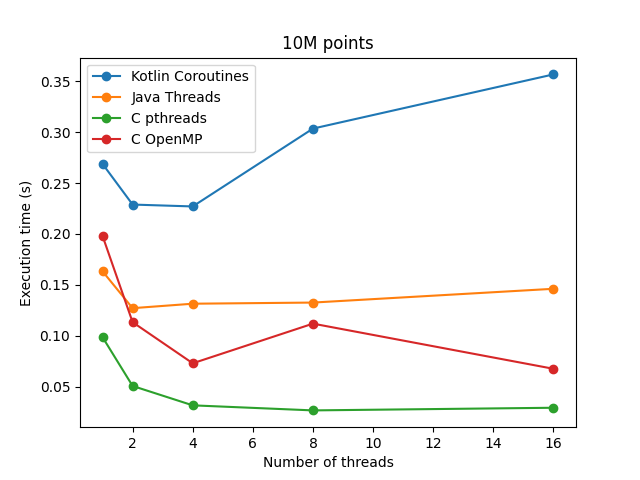 10M points
Kotlin Coroutines
Java Threads
C pthreads
C OpenMP
Execution time (s)
0.35
0.30
0.25
0.20
0.15
0.10
0.05
2 4 6 8 10 12 14 16
Number of threads